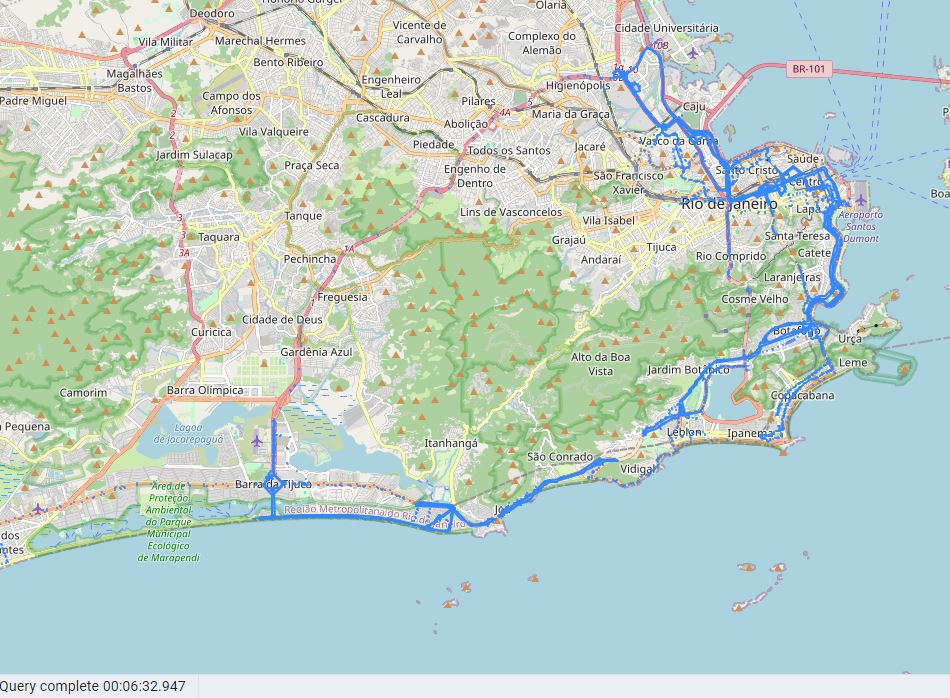 Deodoro
Olaria
Vila Militar
Marechal Hermes
Vicente de
Carvalho
Complexo do
Alemão
Cidade Universitária
Bento Ribeiro
Magalhães
Bastos
BR-101
Padre Miguel
Campo dos
Afonsos
Engenheiro
Leal
Pilares
Higienópolis
4A
Cascadura
Abolição
Maria da Graça
Caju
Vila Valqueire
Piedade
Todos os Santos
Jacaré
Vasco da Gama
2
2
Jardim Sulacap
Praça Seca
Engenho de
Dentro
São Francisco
Xavier
Santo Cristo
Saúde
Centro
Rio de Janeiro
Lapa
Aeroporto
Santos
Dumont
Tanque
Lins de Vasconcelos
Vila Isabel
3
3
3A
Taquara
Grajaú
Tijuca
Santa Teresa
1A
Pechincha
Andaraí
Rio Comprido
Catete
Laranjeiras
Freguesia
Cosme Velho
Cidade de Deus
Curicica
Botafogo
Urca
Gardênia Azul
Alto da Boa
Vista
Jardim Botânico
Leme
Camorim
Barra Olímpica
Copacabana
Lagoa
de Jacarepaguá
Leblon
Ipanema
Itanhangá
São Conrado
Vidigal
Barra da Tijuca
Área de
Proteção
Ambiental
do Parque
Municipal
Ecológico
de Marapendi
Região Metropolitana do Rio de Janeiro
Query complete 00:06:32.947